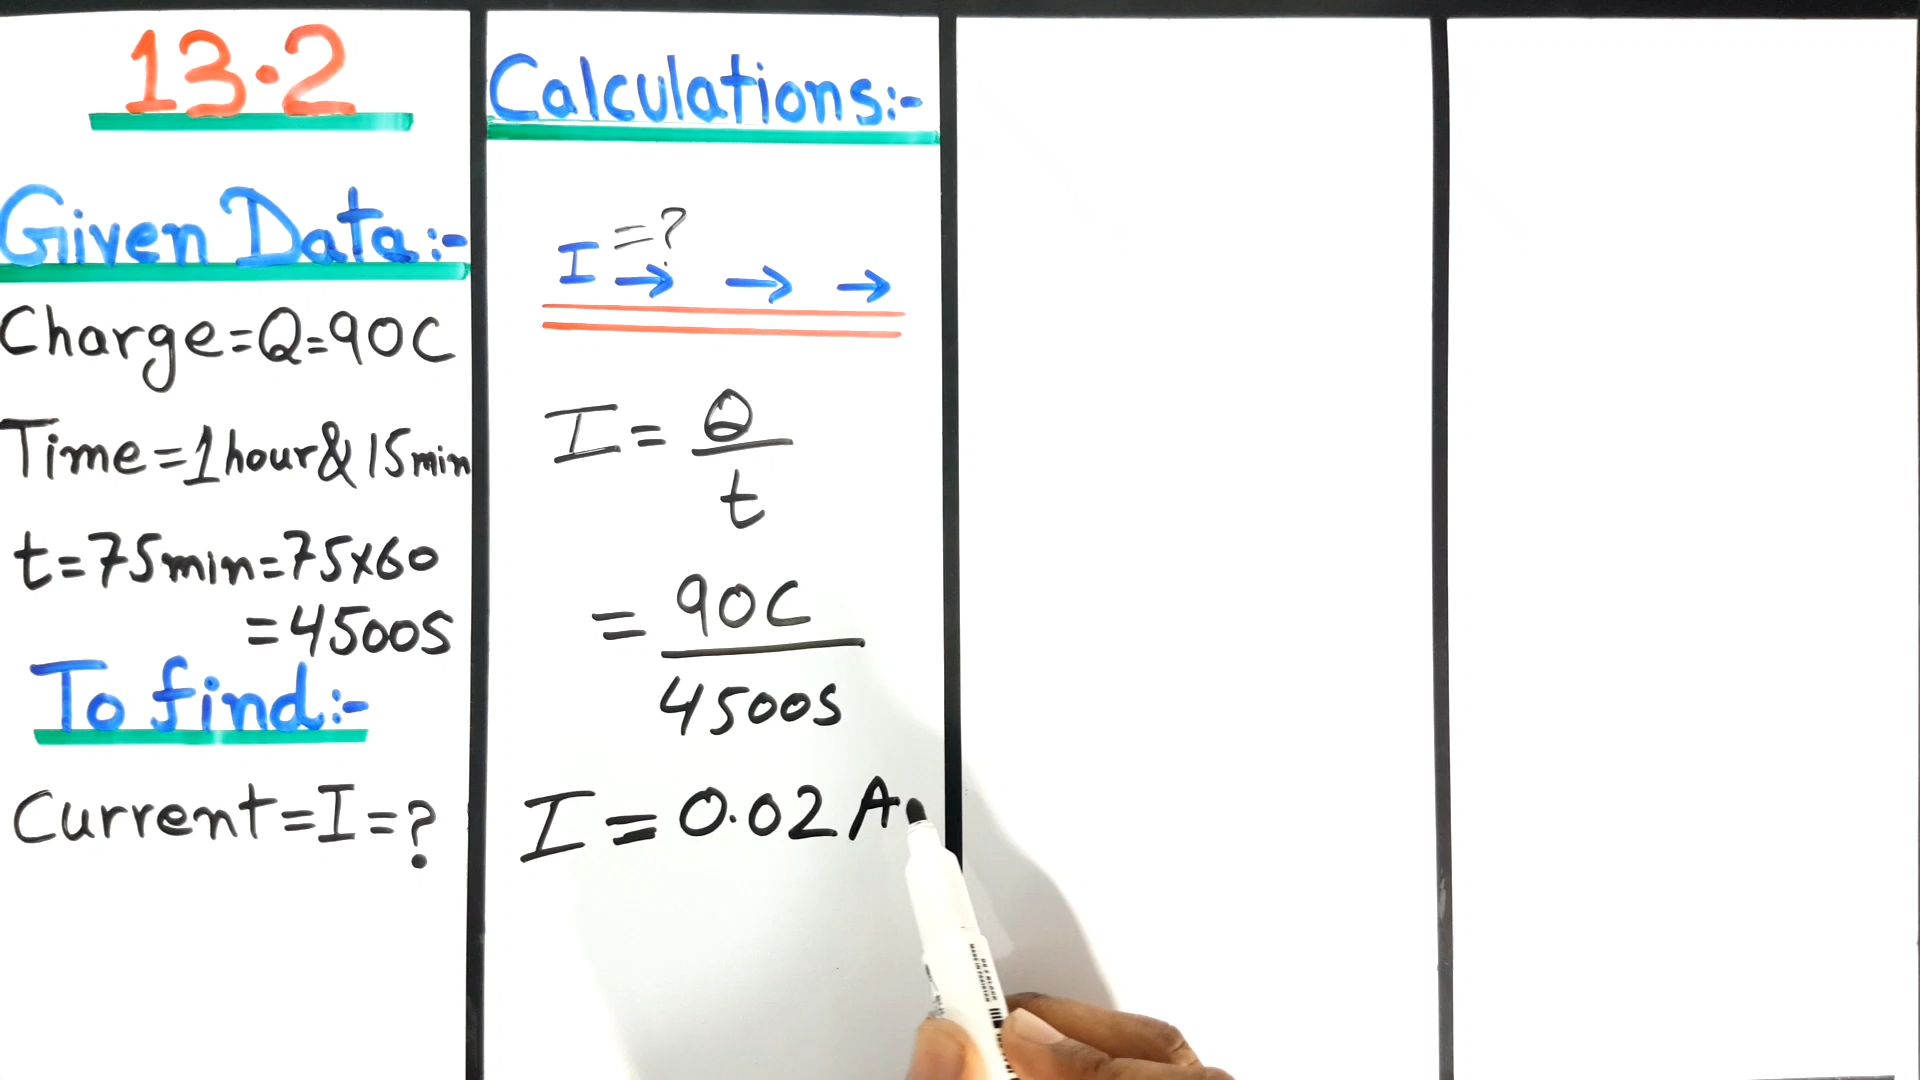 13.2
Given Data:-
Charge=Q=90C
Time=1hour&15min
t=75min=75x60
=4500S
To find:-
Current=I=?
Calculations:-
I =?
→ → →
I = Q
t
= 90C
4500S
I = 0.02 A